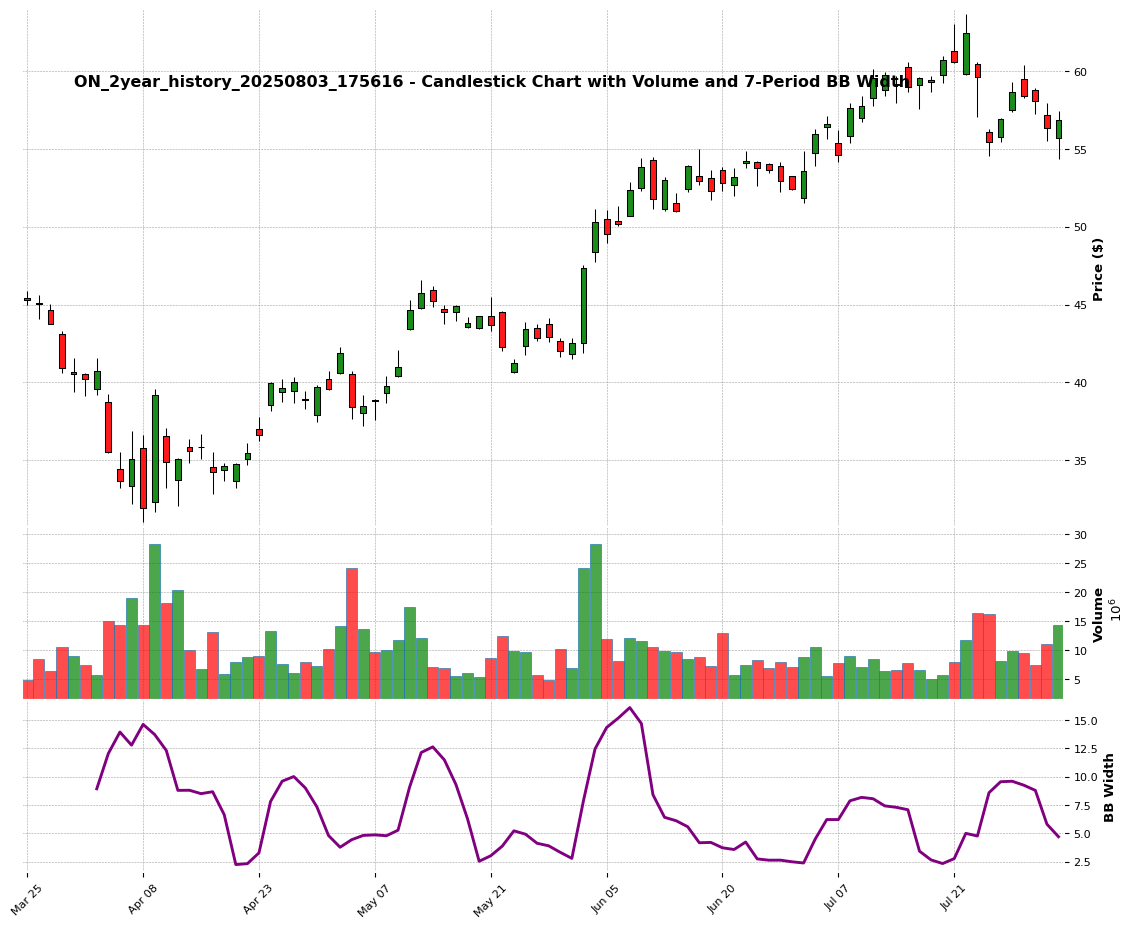 ON_2year_history_20250803_175616 - Candlestick Chart with Volume and 7-Period BB Width
60
55
50
45
40
35
Price ($)
30
25
20
15
10
5
Volume
10⁶
15.0
12.5
10.0
7.5
5.0
2.5
BB Width
Mar 25
Apr 08
Apr 23
May 07
May 21
Jun 05
Jun 20
Jul 07
Jul 21